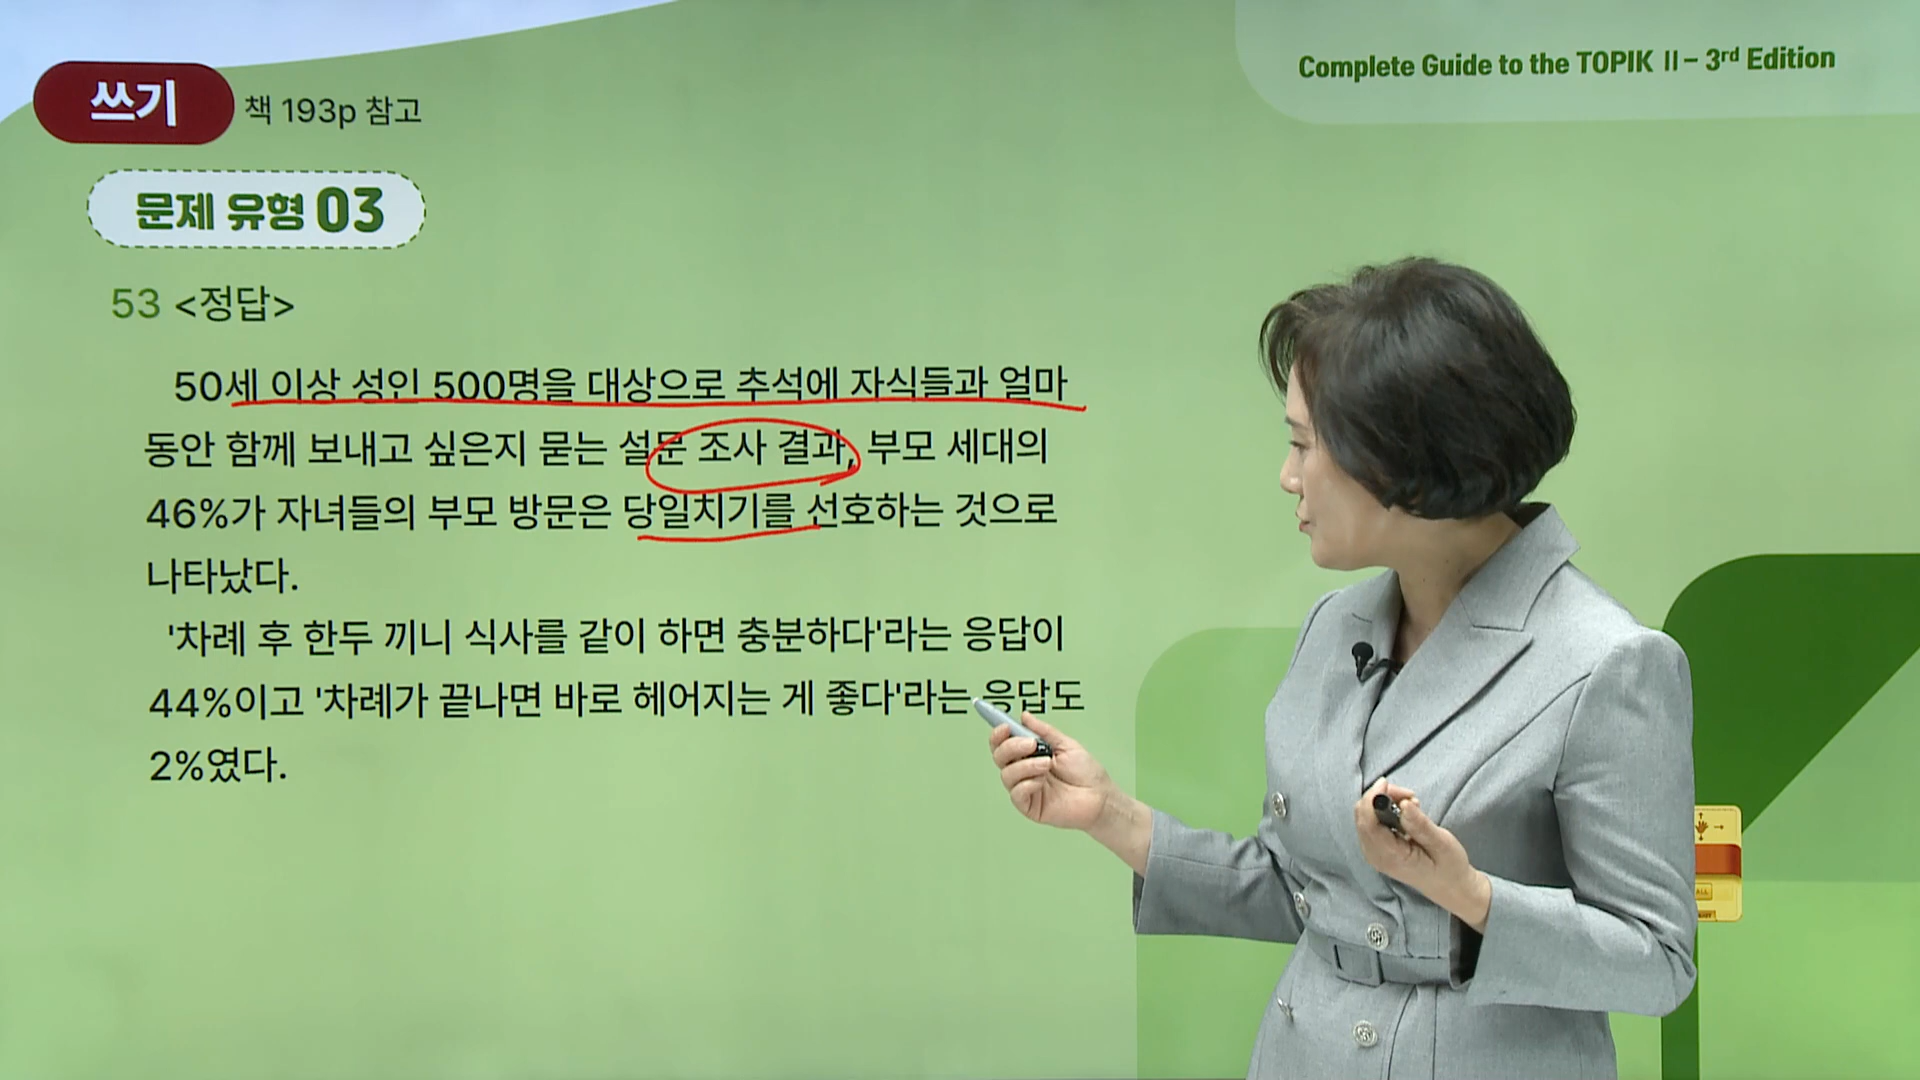 Complete Guide to the TOPIK II – 3rd Edition
쓰기 책 193p 참고
문제 유형 03
53 <정답>
50세 이상 성인 500명을 대상으로 추석에 자식들과 얼마
동안 함께 보내고 싶은지 묻는 설문 조사 결과, 부모 세대의
46%가 자녀들의 부모 방문은 당일치기를 선호하는 것으로
나타났다.
'차례 후 한두 끼니 식사를 같이 하면 충분하다'라는 응답이
44%이고 '차례가 끝나면 바로 헤어지는 게 좋다'라는 응답도
2%였다.